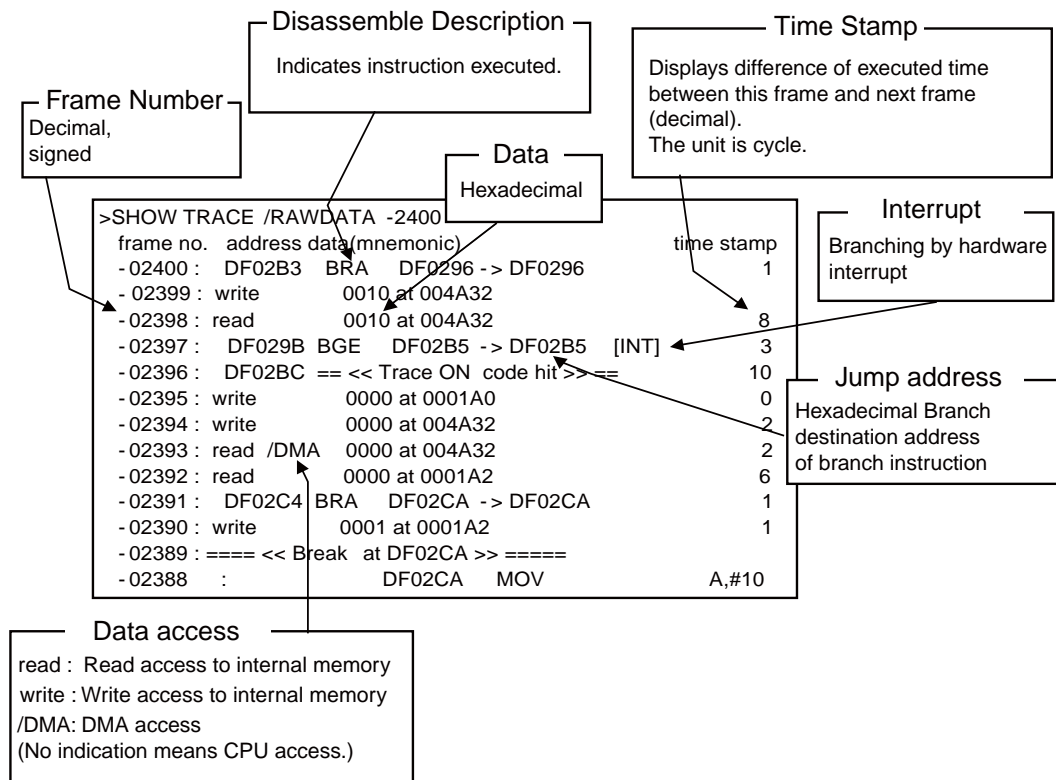 Disassemble Description
Indicates instruction executed.
Time Stamp
Displays difference of executed time
between this frame and next frame
(decimal).
The unit is cycle.
Frame Number
Decimal,
signed
Data
Hexadecimal
Interrupt
Branching by hardware
interrupt
>SHOW TRACE /RAWDATA -2400
frame no. address data(mnemonic) time stamp
-02400 : DF02B3 BRA DF0296 -> DF0296 1
-02399 : write 0010 at 004A32
-02398 : read 0010 at 004A32 8
-02397 : DF029B BGE DF02B5 -> DF02B5 [INT] 3
-02396 : DF02BC == << Trace ON code hit >> == 10
-02395 : write 0000 at 0001A0 0
-02394 : write 0000 at 004A32 2
-02393 : read /DMA 0000 at 004A32 2
-02392 : read 0000 at 0001A2 6
-02391 : DF02C4 BRA DF02CA -> DF02CA 1
-02390 : write 0001 at 0001A2 1
-02389 : ==== << Break at DF02CA >> =====
-02388 : DF02CA MOV A,#10
Jump address
Hexadecimal Branch
destination address
of branch instruction
Data access
read : Read access to internal memory
write : Write access to internal memory
/DMA: DMA access
(No indication means CPU access.)